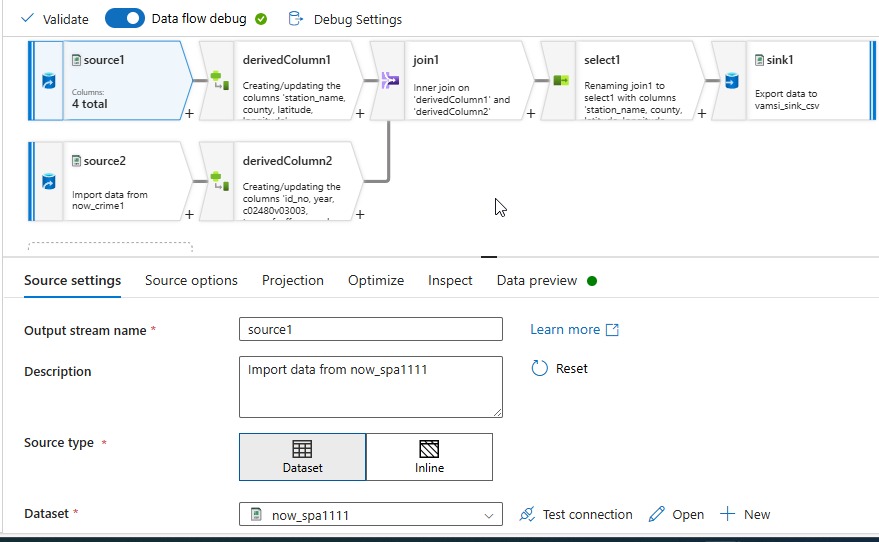 Validate Data flow debug Debug Settings
source1
Columns:
4 total
+
derivedColumn1
Creating/updating the
columns 'station_name,
county, latitude,
+
join1
Inner join on
'derivedColumn1' and
'derivedColumn2'
+
select1
Renaming join1 to
select1 with columns
'station_name, county,
+
sink1
Export data to
vamsi_sink_csv
source2
Import data from
now_crime1
+
derivedColumn2
Creating/updating the
columns 'id_no, year,
c02480v03003,
+
Source settings Source options Projection Optimize Inspect Data preview
Output stream name * source1 Learn more
Description Import data from now_spa1111 Reset
Source type * Dataset Inline
Dataset * now_spa1111 Test connection Open New